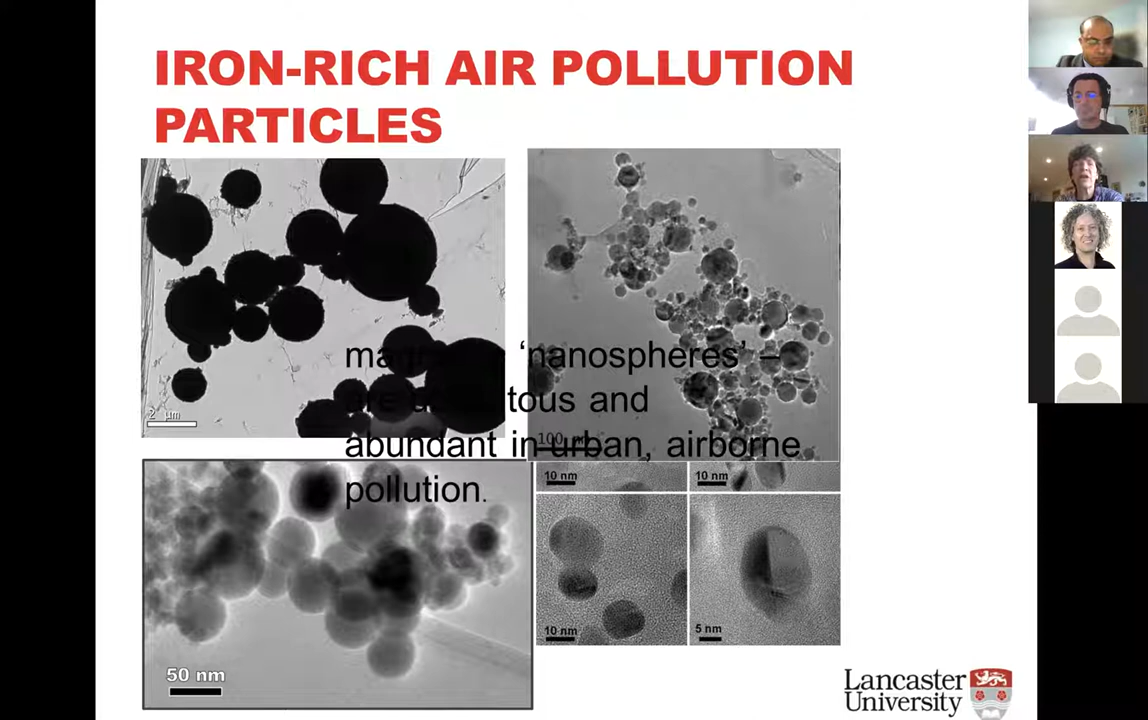 IRON-RICH AIR POLLUTION
PARTICLES
2 µm
‘nanospheres’ –
and
abundant in urban, airborne
pollution.
100 nm
10 nm
10 nm
50 nm
10 nm
5 nm
Lancaster
University